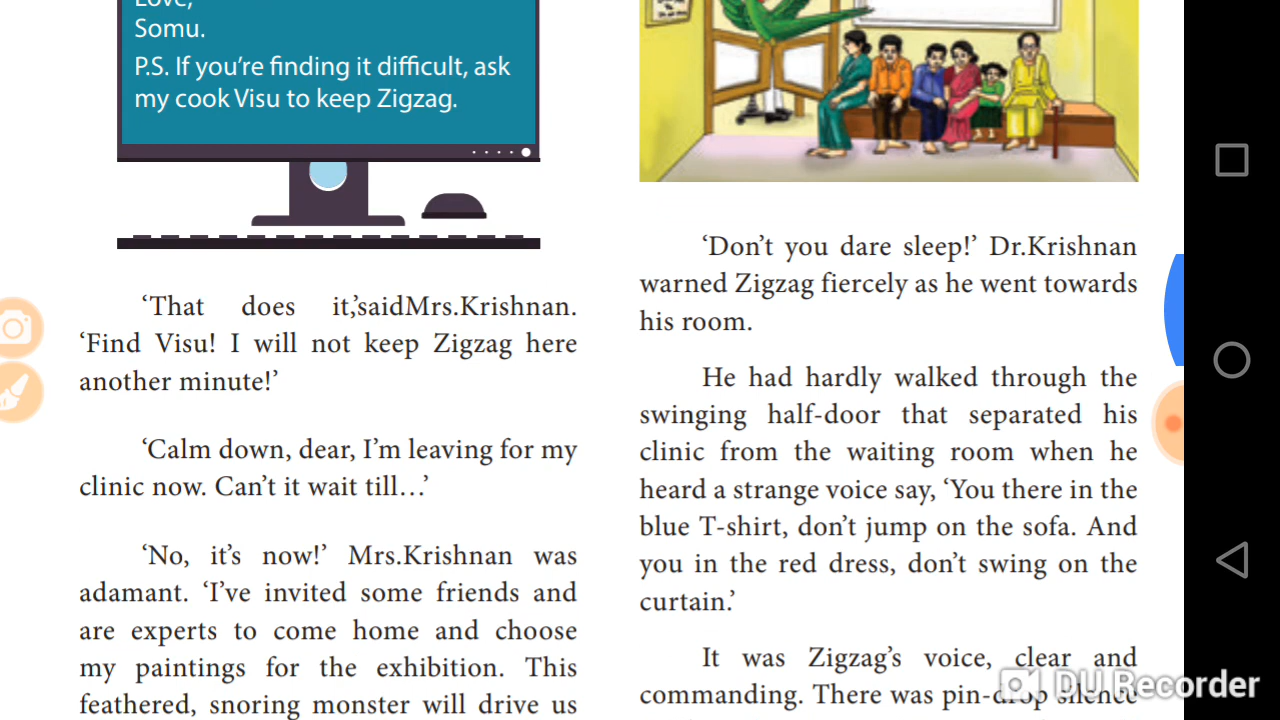 Love,
Somu.
P.S. If you're finding it difficult, ask
my cook Visu to keep Zigzag.
‘That does it,’saidMrs.Krishnan.
‘Find Visu! I will not keep Zigzag here
another minute!’
‘Calm down, dear, I’m leaving for my
clinic now. Can’t it wait till…’
‘No, it’s now!’ Mrs.Krishnan was
adamant. ‘I’ve invited some friends and
are experts to come home and choose
my paintings for the exhibition. This
feathered, snoring monster will drive us
‘Don’t you dare sleep!’ Dr.Krishnan
warned Zigzag fiercely as he went towards
his room.
He had hardly walked through the
swinging half-door that separated his
clinic from the waiting room when he
heard a strange voice say, ‘You there in the
blue T-shirt, don’t jump on the sofa. And
you in the red dress, don’t swing on the
curtain.’
It was Zigzag’s voice, clear and
commanding. There was pin-drop silence
DU Recorder